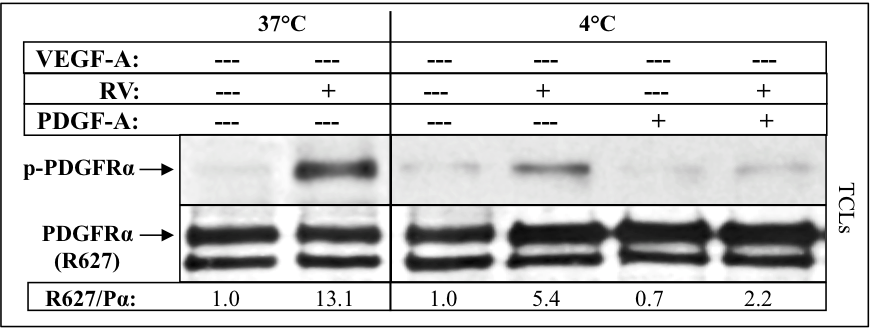 37°C 4°C
VEGF-A: --- --- --- --- --- ---
RV: --- + --- + --- +
PDGF-A: --- --- --- --- + +
p-PDGFRα
PDGFRα
(R627)
TCLs
R627/Pα: 1.0 13.1 1.0 5.4 0.7 2.2